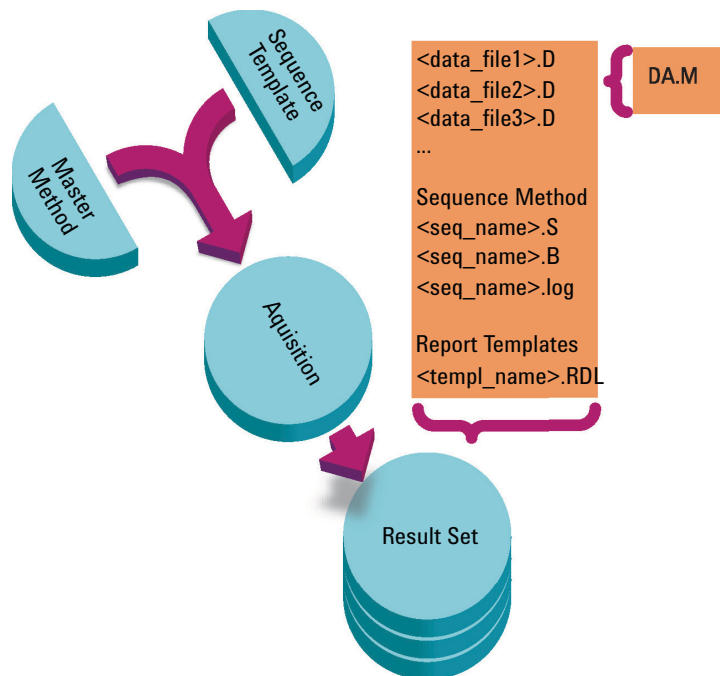 Sequence
Template
Master
Method
Aquisition
Result Set
<data_file1>.D
<data_file2>.D
<data_file3>.D
...
Sequence Method
<seq_name>.S
<seq_name>.B
<seq_name>.log
Report Templates
<templ_name>.RDL
DA.M